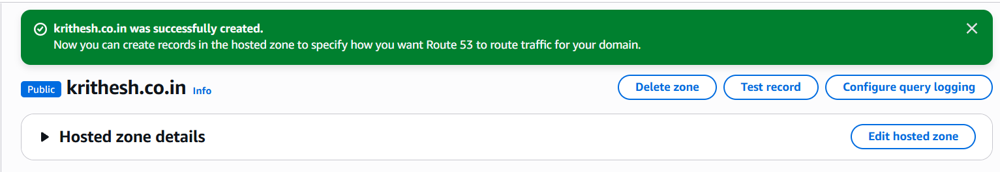 krithesh.co.in was successfully created.
Now you can create records in the hosted zone to specify how you want Route 53 to route traffic for your domain.
Public krithesh.co.in Info Delete zone Test record Configure query logging
Hosted zone details Edit hosted zone